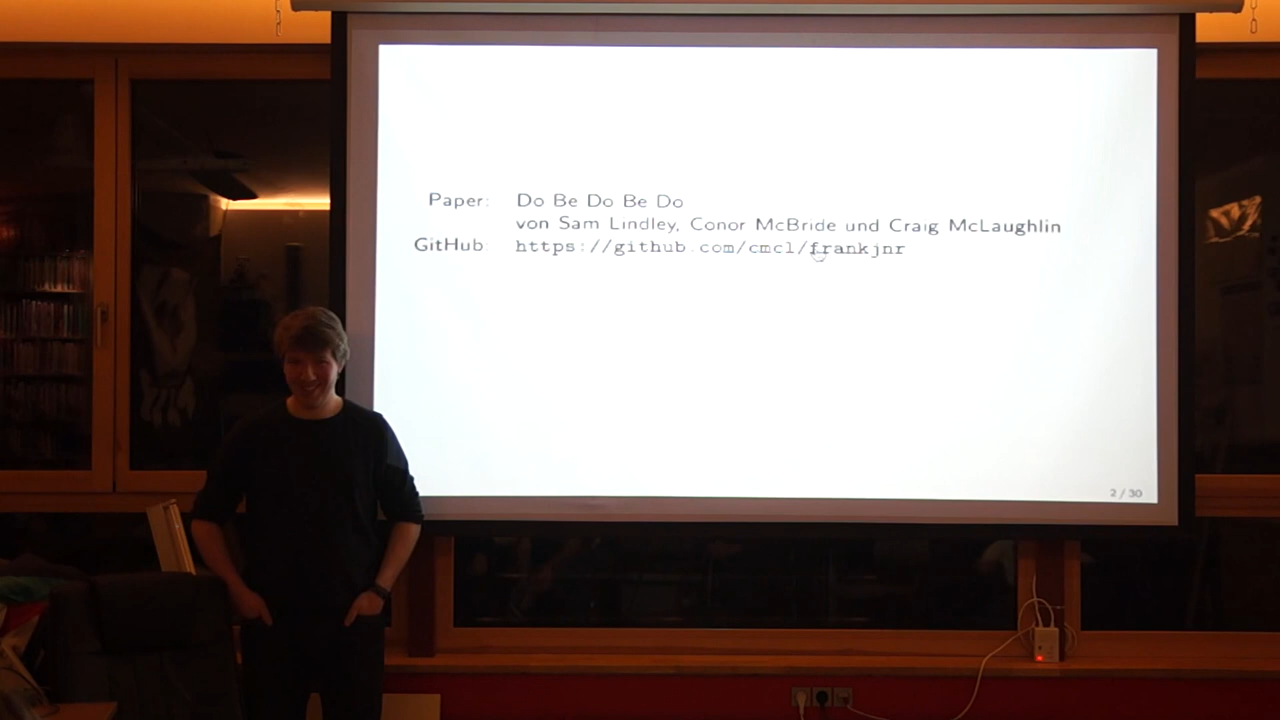 Paper: Do Be Do Be Do
von Sam Lindley, Conor McBride und Craig McLaughlin
GitHub: https://github.com/cmcl/frankjnr
2 / 30